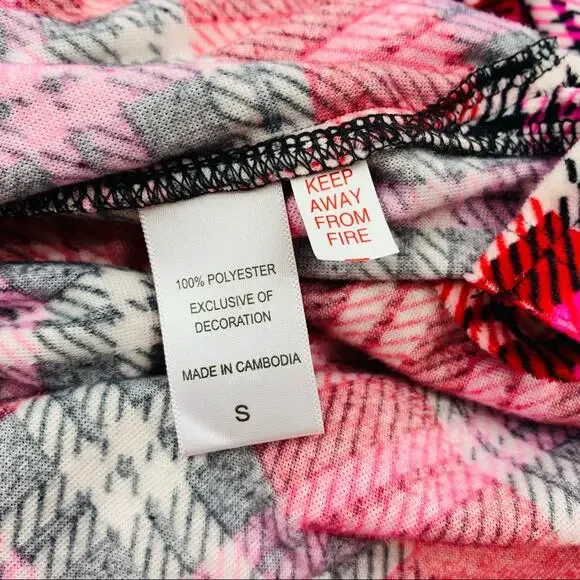 KEEP
AWAY
FROM
FIRE
100% POLYESTER
EXCLUSIVE OF
DECORATION
MADE IN CAMBODIA
S